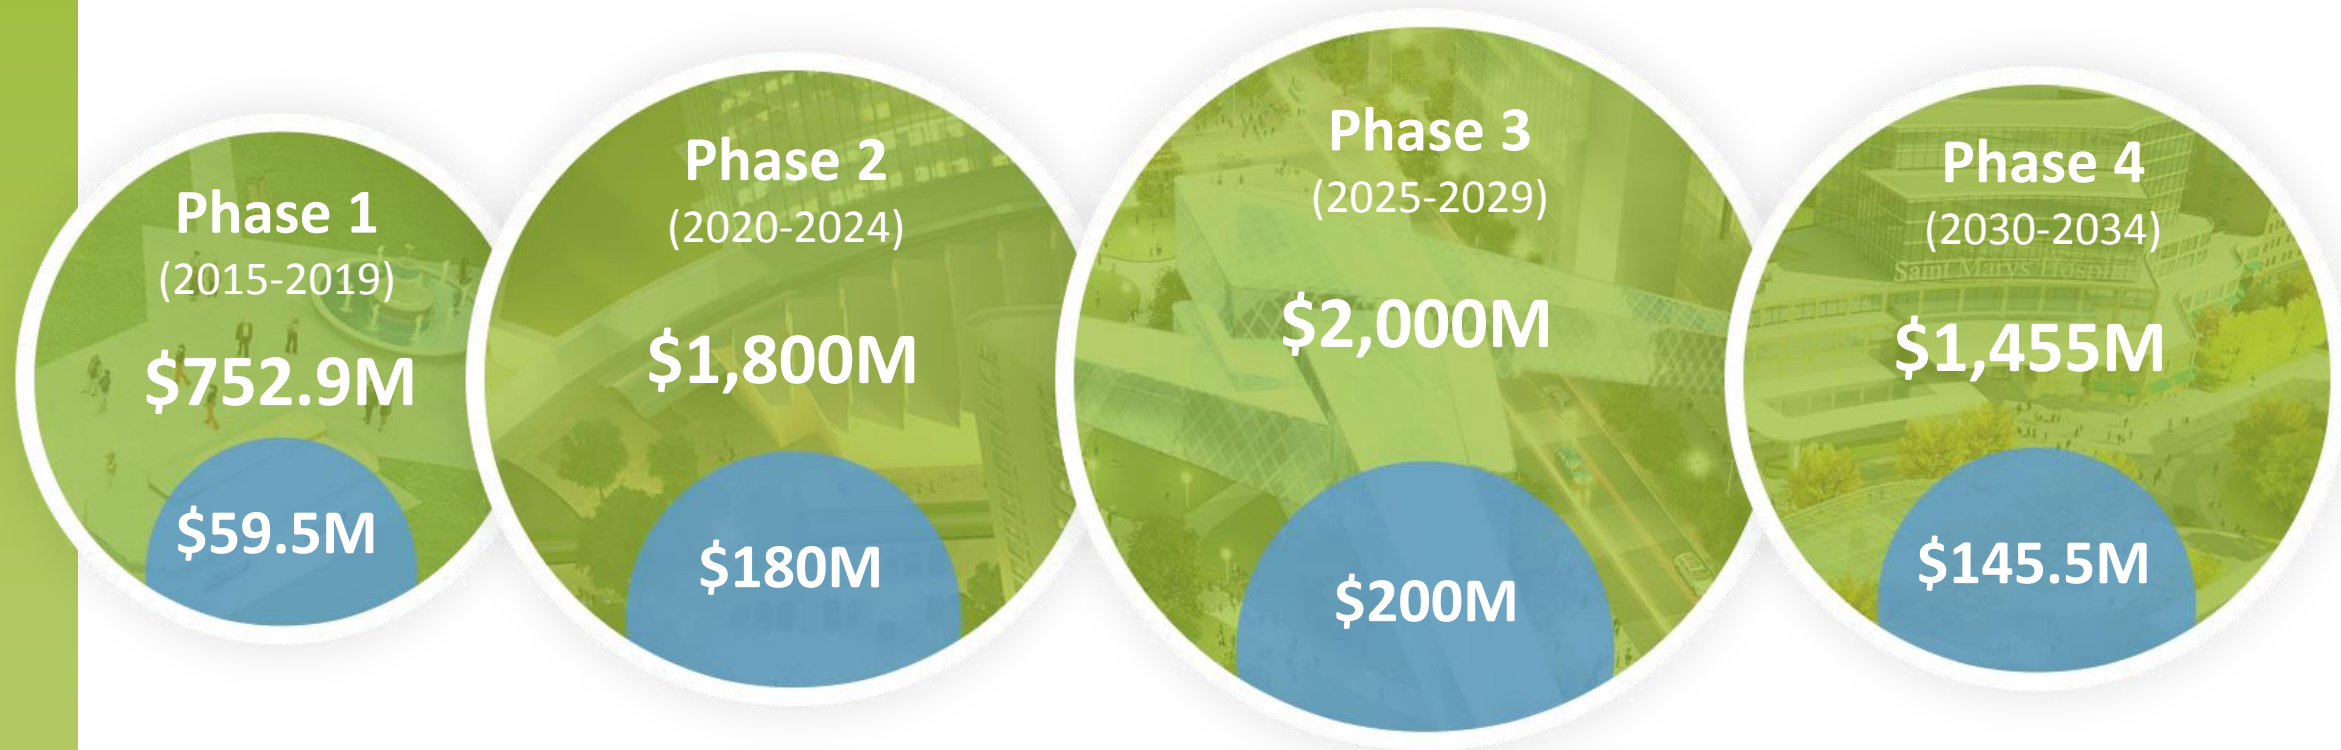 Phase 1
(2015-2019)
$752.9M
$59.5M
Phase 2
(2020-2024)
$1,800M
$180M
Phase 3
(2025-2029)
$2,000M
$200M
Phase 4
(2030-2034)
Saint Marys Hospital
$1,455M
$145.5M